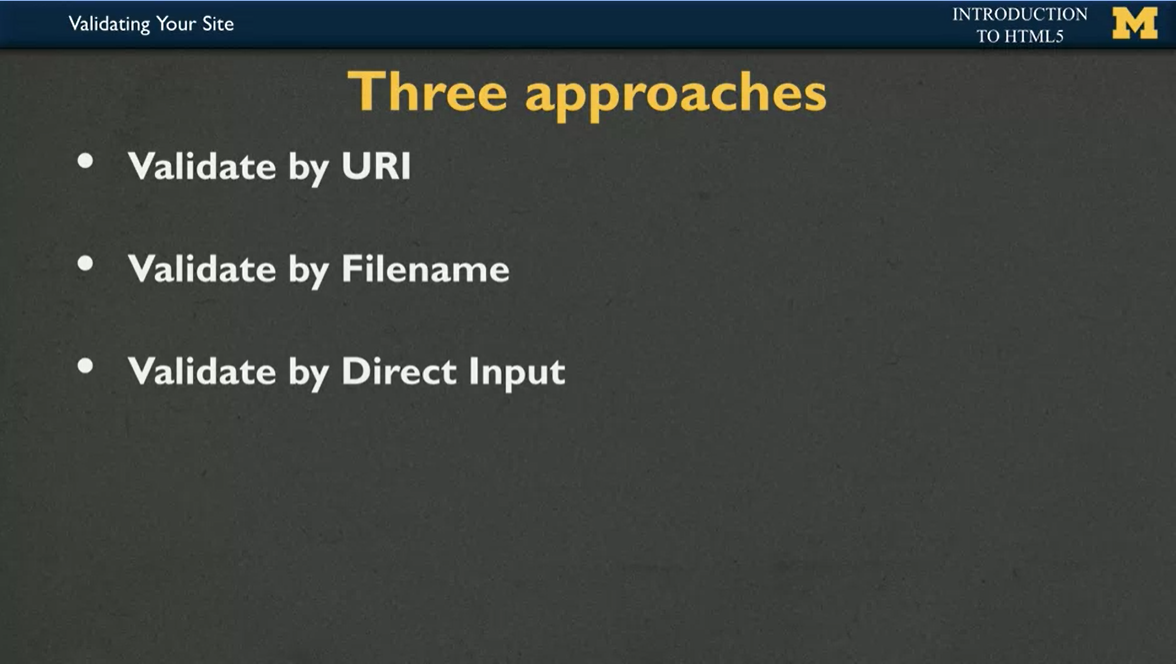 Validating Your Site
INTRODUCTION
TO HTML5
M
Three approaches
• Validate by URI
• Validate by Filename
• Validate by Direct Input